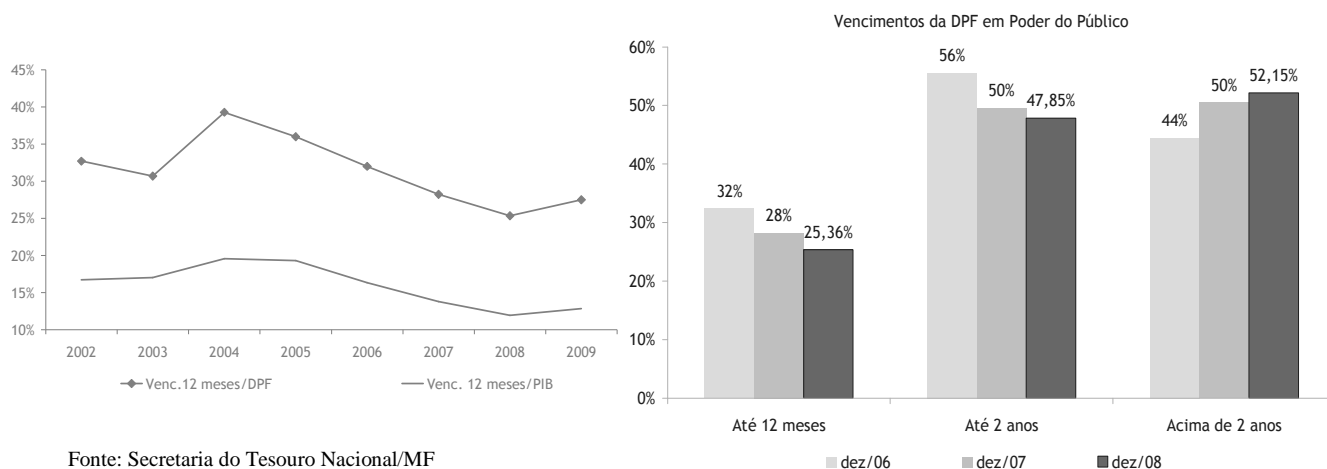 45%
40%
35%
30%
25%
20%
15%
10%
2002 2003 2004 2005 2006 2007 2008 2009
Venc.12 meses/DPF Venc. 12 meses/PIB
Fonte: Secretaria do Tesouro Nacional/MF
Vencimentos da DPF em Poder do Público
60%
50%
40%
30%
20%
10%
0%
32% 28% 25,36%
56% 50% 47,85%
44% 50% 52,15%
Até 12 meses Até 2 anos Acima de 2 anos
dez/06 dez/07 dez/08